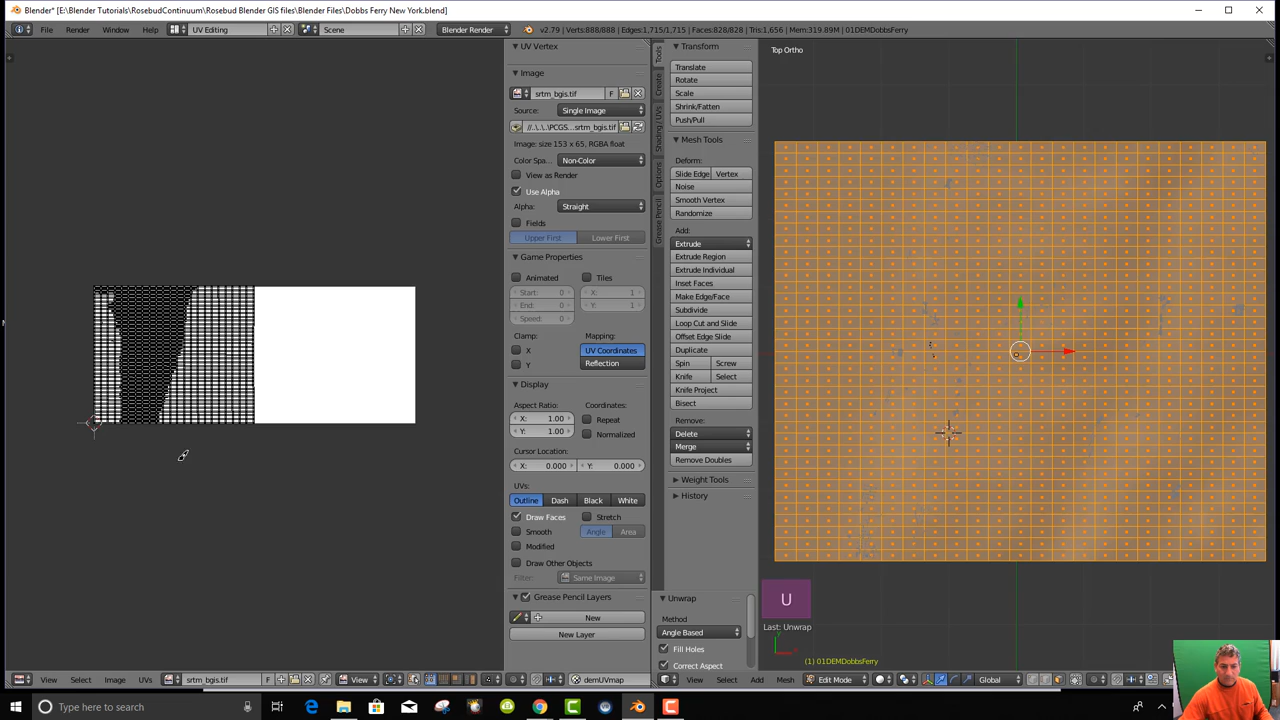 Blender* [E:\Blender Tutorials\RosebudContinuum\Rosebud Blender GIS files\Blender Files\Dobbs Ferry New York.blend]
File Render Window Help UV Editing Scene Blender Render v2.79 | Verts:888/888 | Edges:1,715/1,715 | Faces:828/828 | Tris:1,656 | Mem:319.89M | 01DEMDobbsFerry
UV Vertex
Image
srtm_bgis.tif F
Source: Single Image
//..\..\..\PCGS...srtm_bgis.tif
Image: size 153 x 65, RGBA float
Color Spa... Non-Color
View as Render
Use Alpha
Alpha: Straight
Fields
Upper First Lower First
Game Properties
Animated Tiles
Start: 0 X: 1
End: 0 Y: 1
Speed: 0
Clamp: Mapping:
X UV Coordinates
Y Reflection
Display
Aspect Ratio: Coordinates:
X: 1.00 Repeat
Y: 1.00 Normalized
Cursor Location:
X: 0.000 Y: 0.000
UVs:
Outline Dash Black White
Draw Faces Stretch
Smooth Angle Area
Modified
Draw Other Objects
Filter: Same Image
Grease Pencil Layers
New
New Layer
Tools
Create
Shading / UVs
Options
Grease Pencil
Transform
Translate
Rotate
Scale
Shrink/Fatten
Push/Pull
Mesh Tools
Deform:
Slide Edge Vertex
Noise
Smooth Vertex
Randomize
Add:
Extrude
Extrude Region
Extrude Individual
Inset Faces
Make Edge/Face
Subdivide
Loop Cut and Slide
Offset Edge Slide
Duplicate
Spin Screw
Knife Select
Knife Project
Bisect
Remove:
Delete
Merge
Remove Doubles
Weight Tools
History
Unwrap
Method
Angle Based
Fill Holes
Correct Aspect
Top Ortho
U
Last: Unwrap
(1) 01DEMDobbsFerry
View Select Image UVs srtm_bgis.tif F View demUVmap
View Select Add Mesh Edit Mode Global
Type here to search